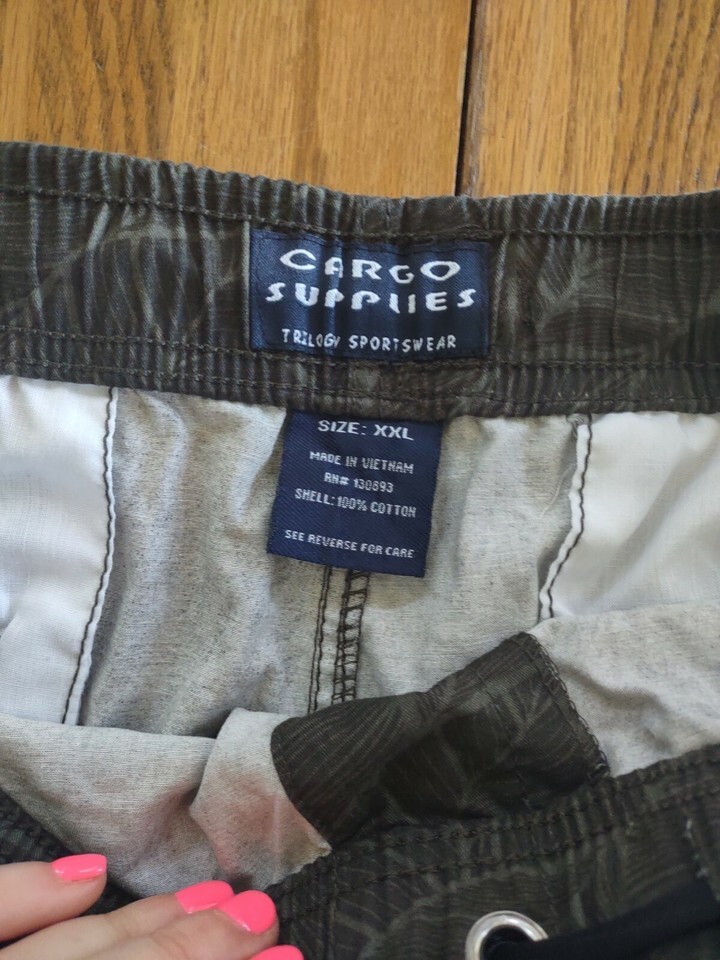 CARGO
SUPPLIES
TRILOGY SPORTSWEAR
SIZE: XXL
MADE IN VIETNAM
RN# 130893
SHELL: 100% COTTON
SEE REVERSE FOR CARE